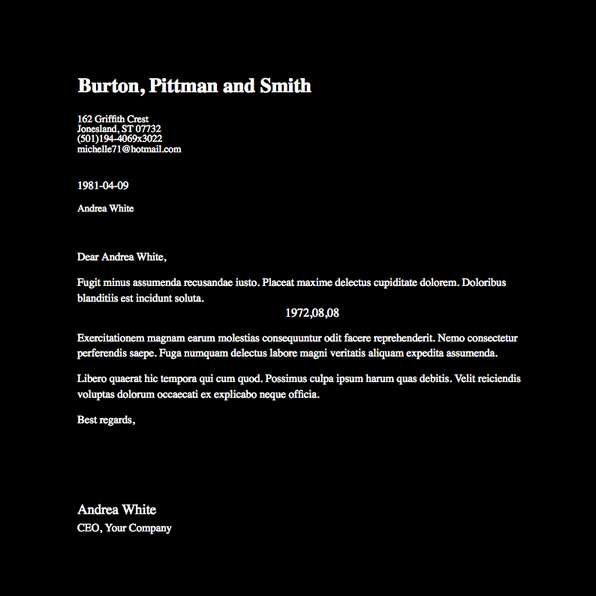 Burton, Pittman and Smith
162 Griffith Crest
Jonesland, ST 07732
(501)194-4069x3022
michelle71@hotmail.com
1981-04-09
Andrea White
Dear Andrea White,
Fugit minus assumenda recusandae iusto. Placeat maxime delectus cupiditate dolorem. Doloribus
blanditiis est incidunt soluta.
1972,08,08
Exercitationem magnam earum molestias consequuntur odit facere reprehenderit. Nemo consectetur
perferendis saepe. Fuga numquam delectus labore magni veritatis aliquam expedita assumenda.
Libero quaerat hic tempora qui cum quod. Possimus culpa ipsum harum quas debitis. Velit reiciendis
voluptas dolorum occaecati ex explicabo neque officia.
Best regards,
Andrea White
CEO, Your Company